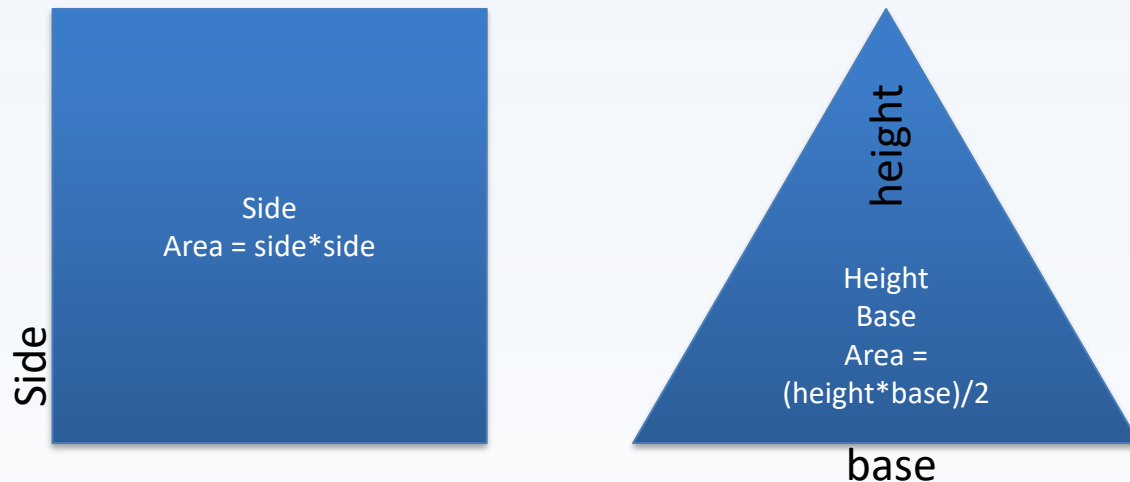 Side
Area = side*side
Side
height
Height
Base
Area =
(height*base)/2
base